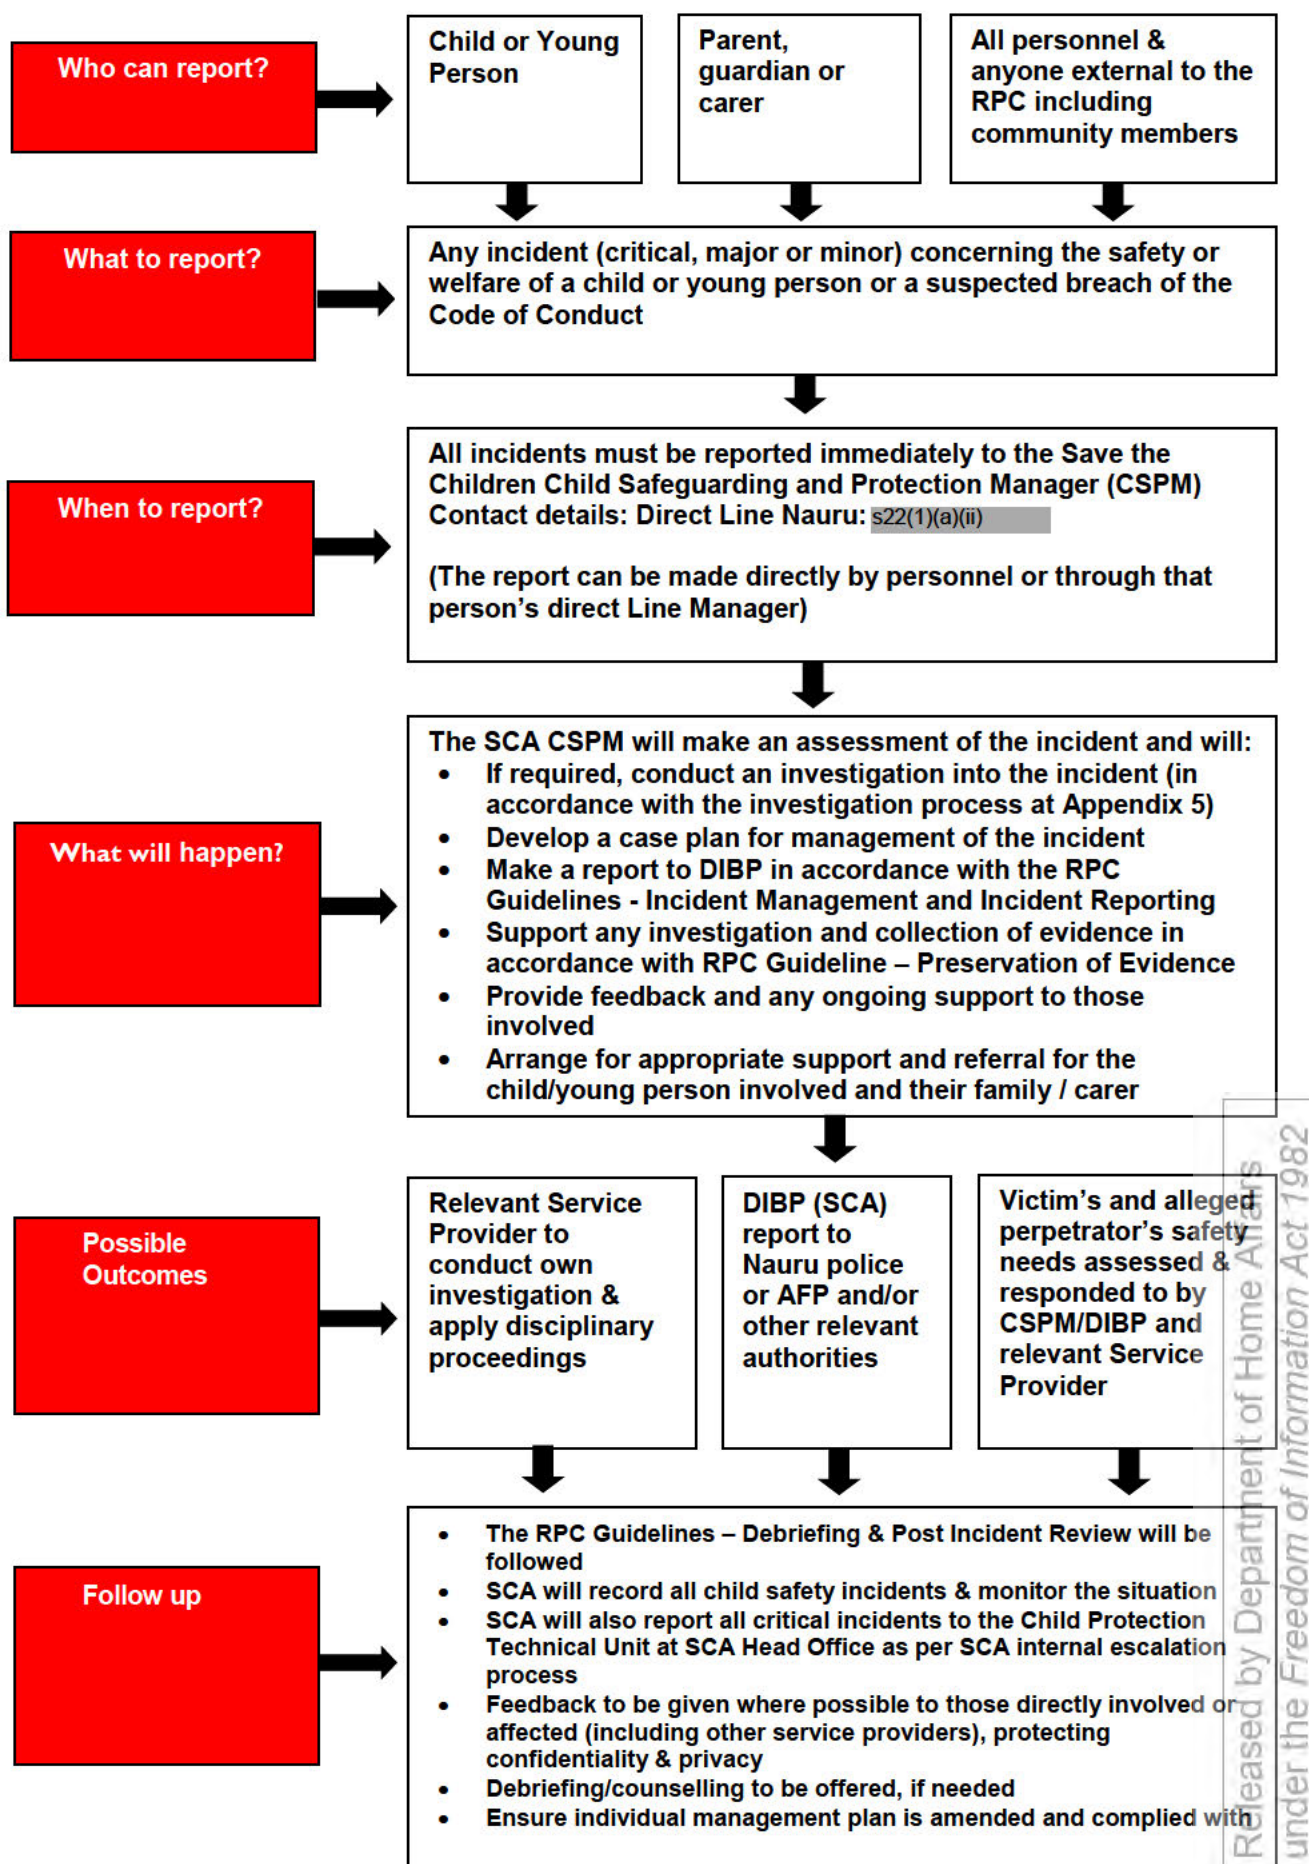 Who can report?
Child or Young
Person
Parent,
guardian or
carer
All personnel &
anyone external to the
RPC including
community members
What to report?
Any incident (critical, major or minor) concerning the safety or
welfare of a child or young person or a suspected breach of the
Code of Conduct
When to report?
All incidents must be reported immediately to the Save the
Children Child Safeguarding and Protection Manager (CSPM)
Contact details: Direct Line Nauru: s22(1)(a)(ii)
(The report can be made directly by personnel or through that
person’s direct Line Manager)
What will happen?
The SCA CSPM will make an assessment of the incident and will:
• If required, conduct an investigation into the incident (in
accordance with the investigation process at Appendix 5)
• Develop a case plan for management of the incident
• Make a report to DIBP in accordance with the RPC
Guidelines - Incident Management and Incident Reporting
• Support any investigation and collection of evidence in
accordance with RPC Guideline – Preservation of Evidence
• Provide feedback and any ongoing support to those
involved
• Arrange for appropriate support and referral for the
child/young person involved and their family / carer
Possible
Outcomes
Relevant Service
Provider to
conduct own
investigation &
apply disciplinary
proceedings
DIBP (SCA)
report to
Nauru police
or AFP and/or
other relevant
authorities
Victim’s and alleged
perpetrator’s safety
needs assessed &
responded to by
CSPM/DIBP and
relevant Service
Provider
Follow up
• The RPC Guidelines – Debriefing & Post Incident Review will be
followed
• SCA will record all child safety incidents & monitor the situation
• SCA will also report all critical incidents to the Child Protection
Technical Unit at SCA Head Office as per SCA internal escalation
process
• Feedback to be given where possible to those directly involved or
affected (including other service providers), protecting
confidentiality & privacy
• Debriefing/counselling to be offered, if needed
• Ensure individual management plan is amended and complied with
Released by Department of Home Affairs
under the Freedom of Information Act 1982